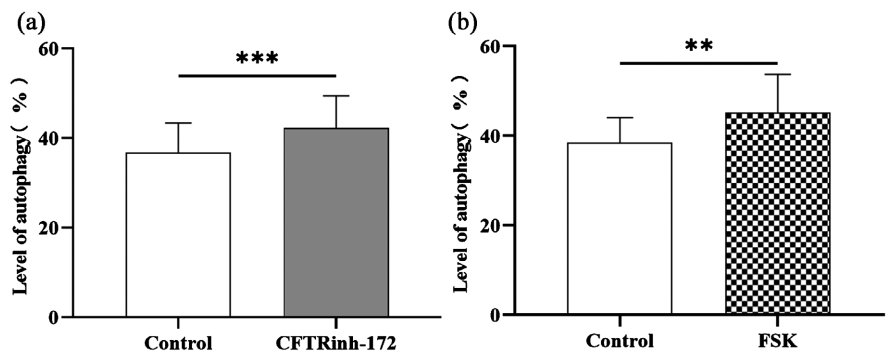 (a)
60
40
20
0
Level of autophagy( %)
***
Control
CFTRinh-172
(b)
60
40
20
0
Level of autophagy( %)
**
Control
FSK